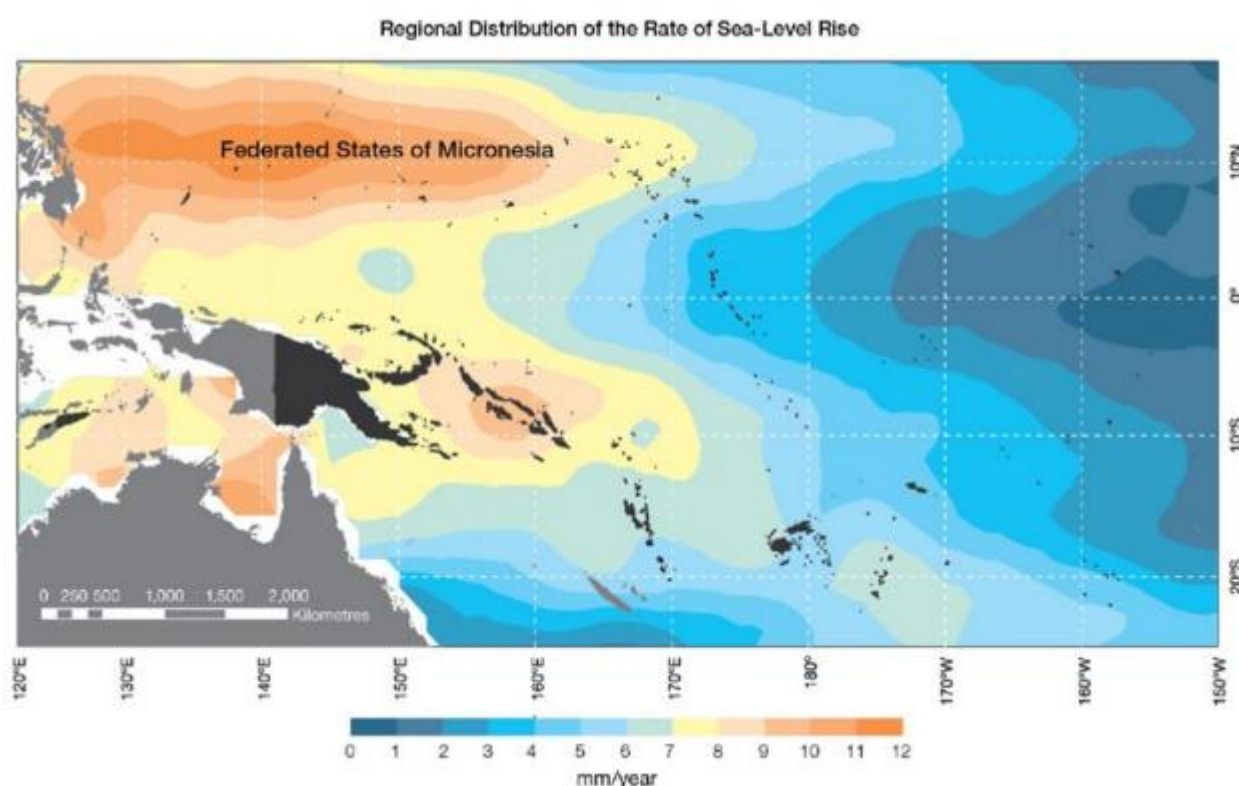 Regional Distribution of the Rate of Sea-Level Rise
Federated States of Micronesia
10°N
0°
10°S
20°S
0 250 500 1,000 1,500 2,000
Kilometres
120°E 130°E 140°E 150°E 160°E 170°E 180° 170°W 160°W 150°W
0 1 2 3 4 5 6 7 8 9 10 11 12
mm/year